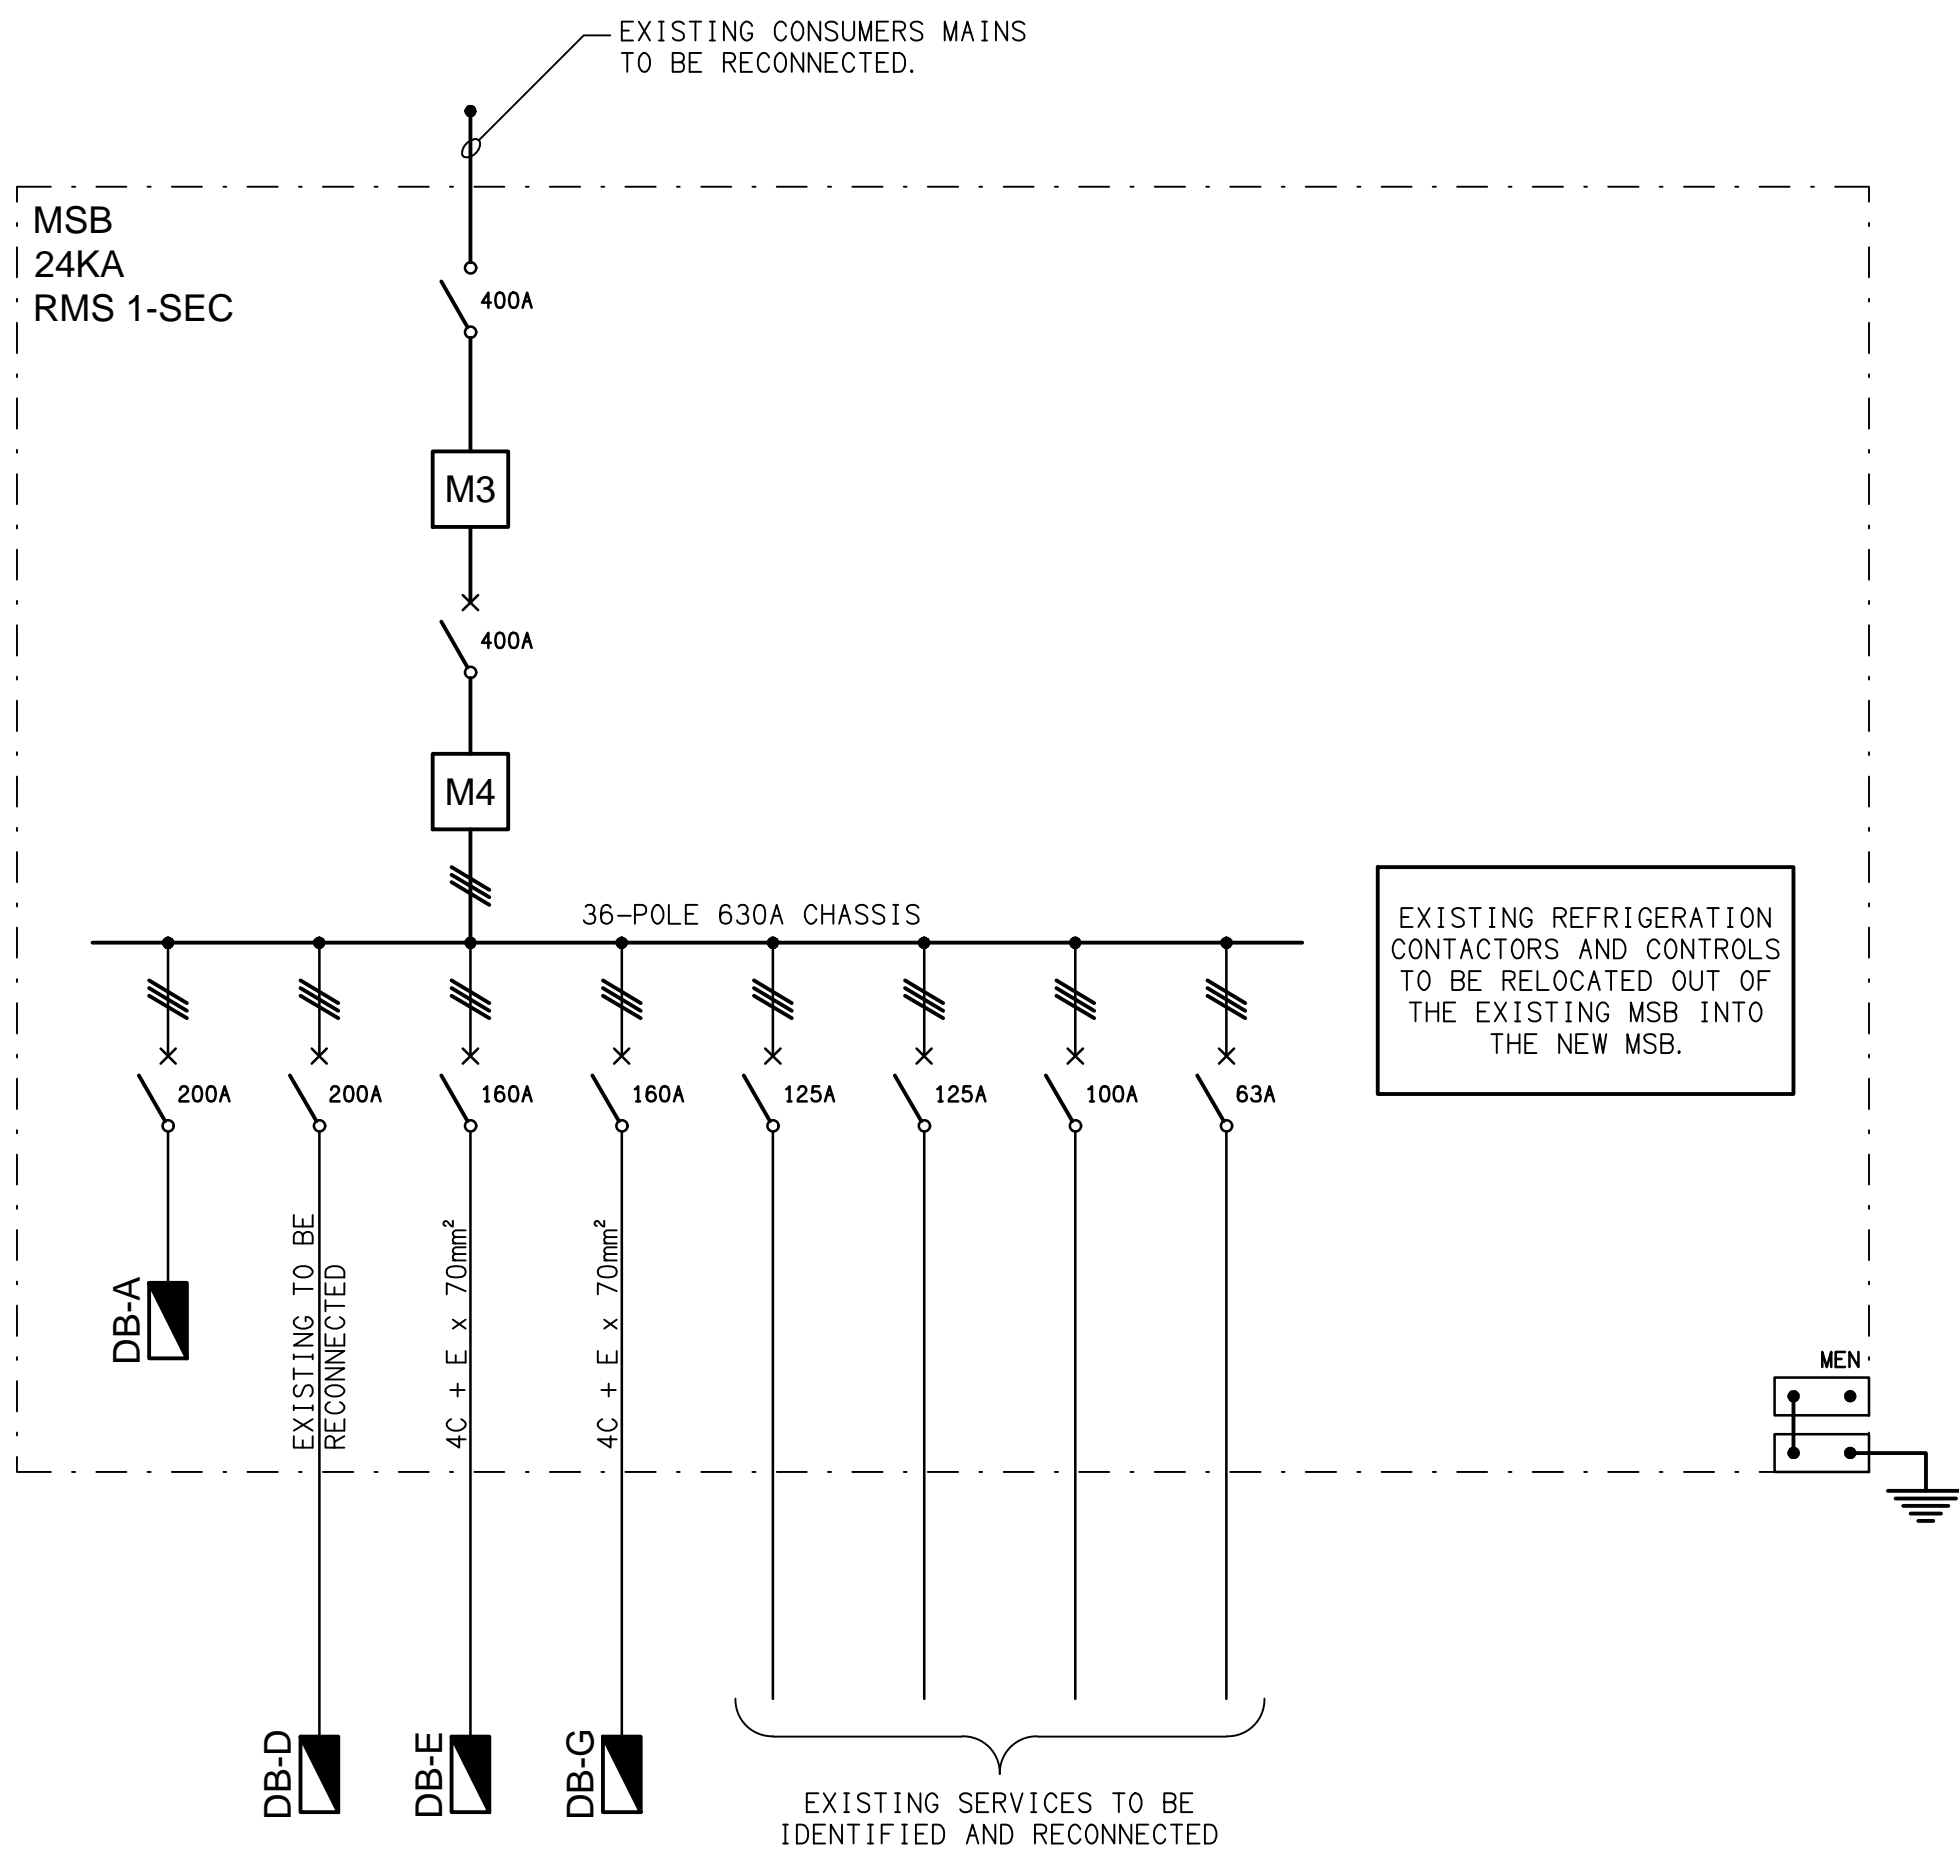 EXISTING CONSUMERS MAINS
TO BE RECONNECTED.
MSB
24KA
RMS 1-SEC
400A
M3
400A
M4
36-POLE 630A CHASSIS
EXISTING REFRIGERATION
CONTACTORS AND CONTROLS
TO BE RELOCATED OUT OF
THE EXISTING MSB INTO
THE NEW MSB.
200A
200A
160A
160A
125A
125A
100A
63A
DB-A
EXISTING TO BE
RECONNECTED
4C + E x 70mm²
4C + E x 70mm²
MEN
DB-D
DB-E
DB-G
EXISTING SERVICES TO BE
IDENTIFIED AND RECONNECTED